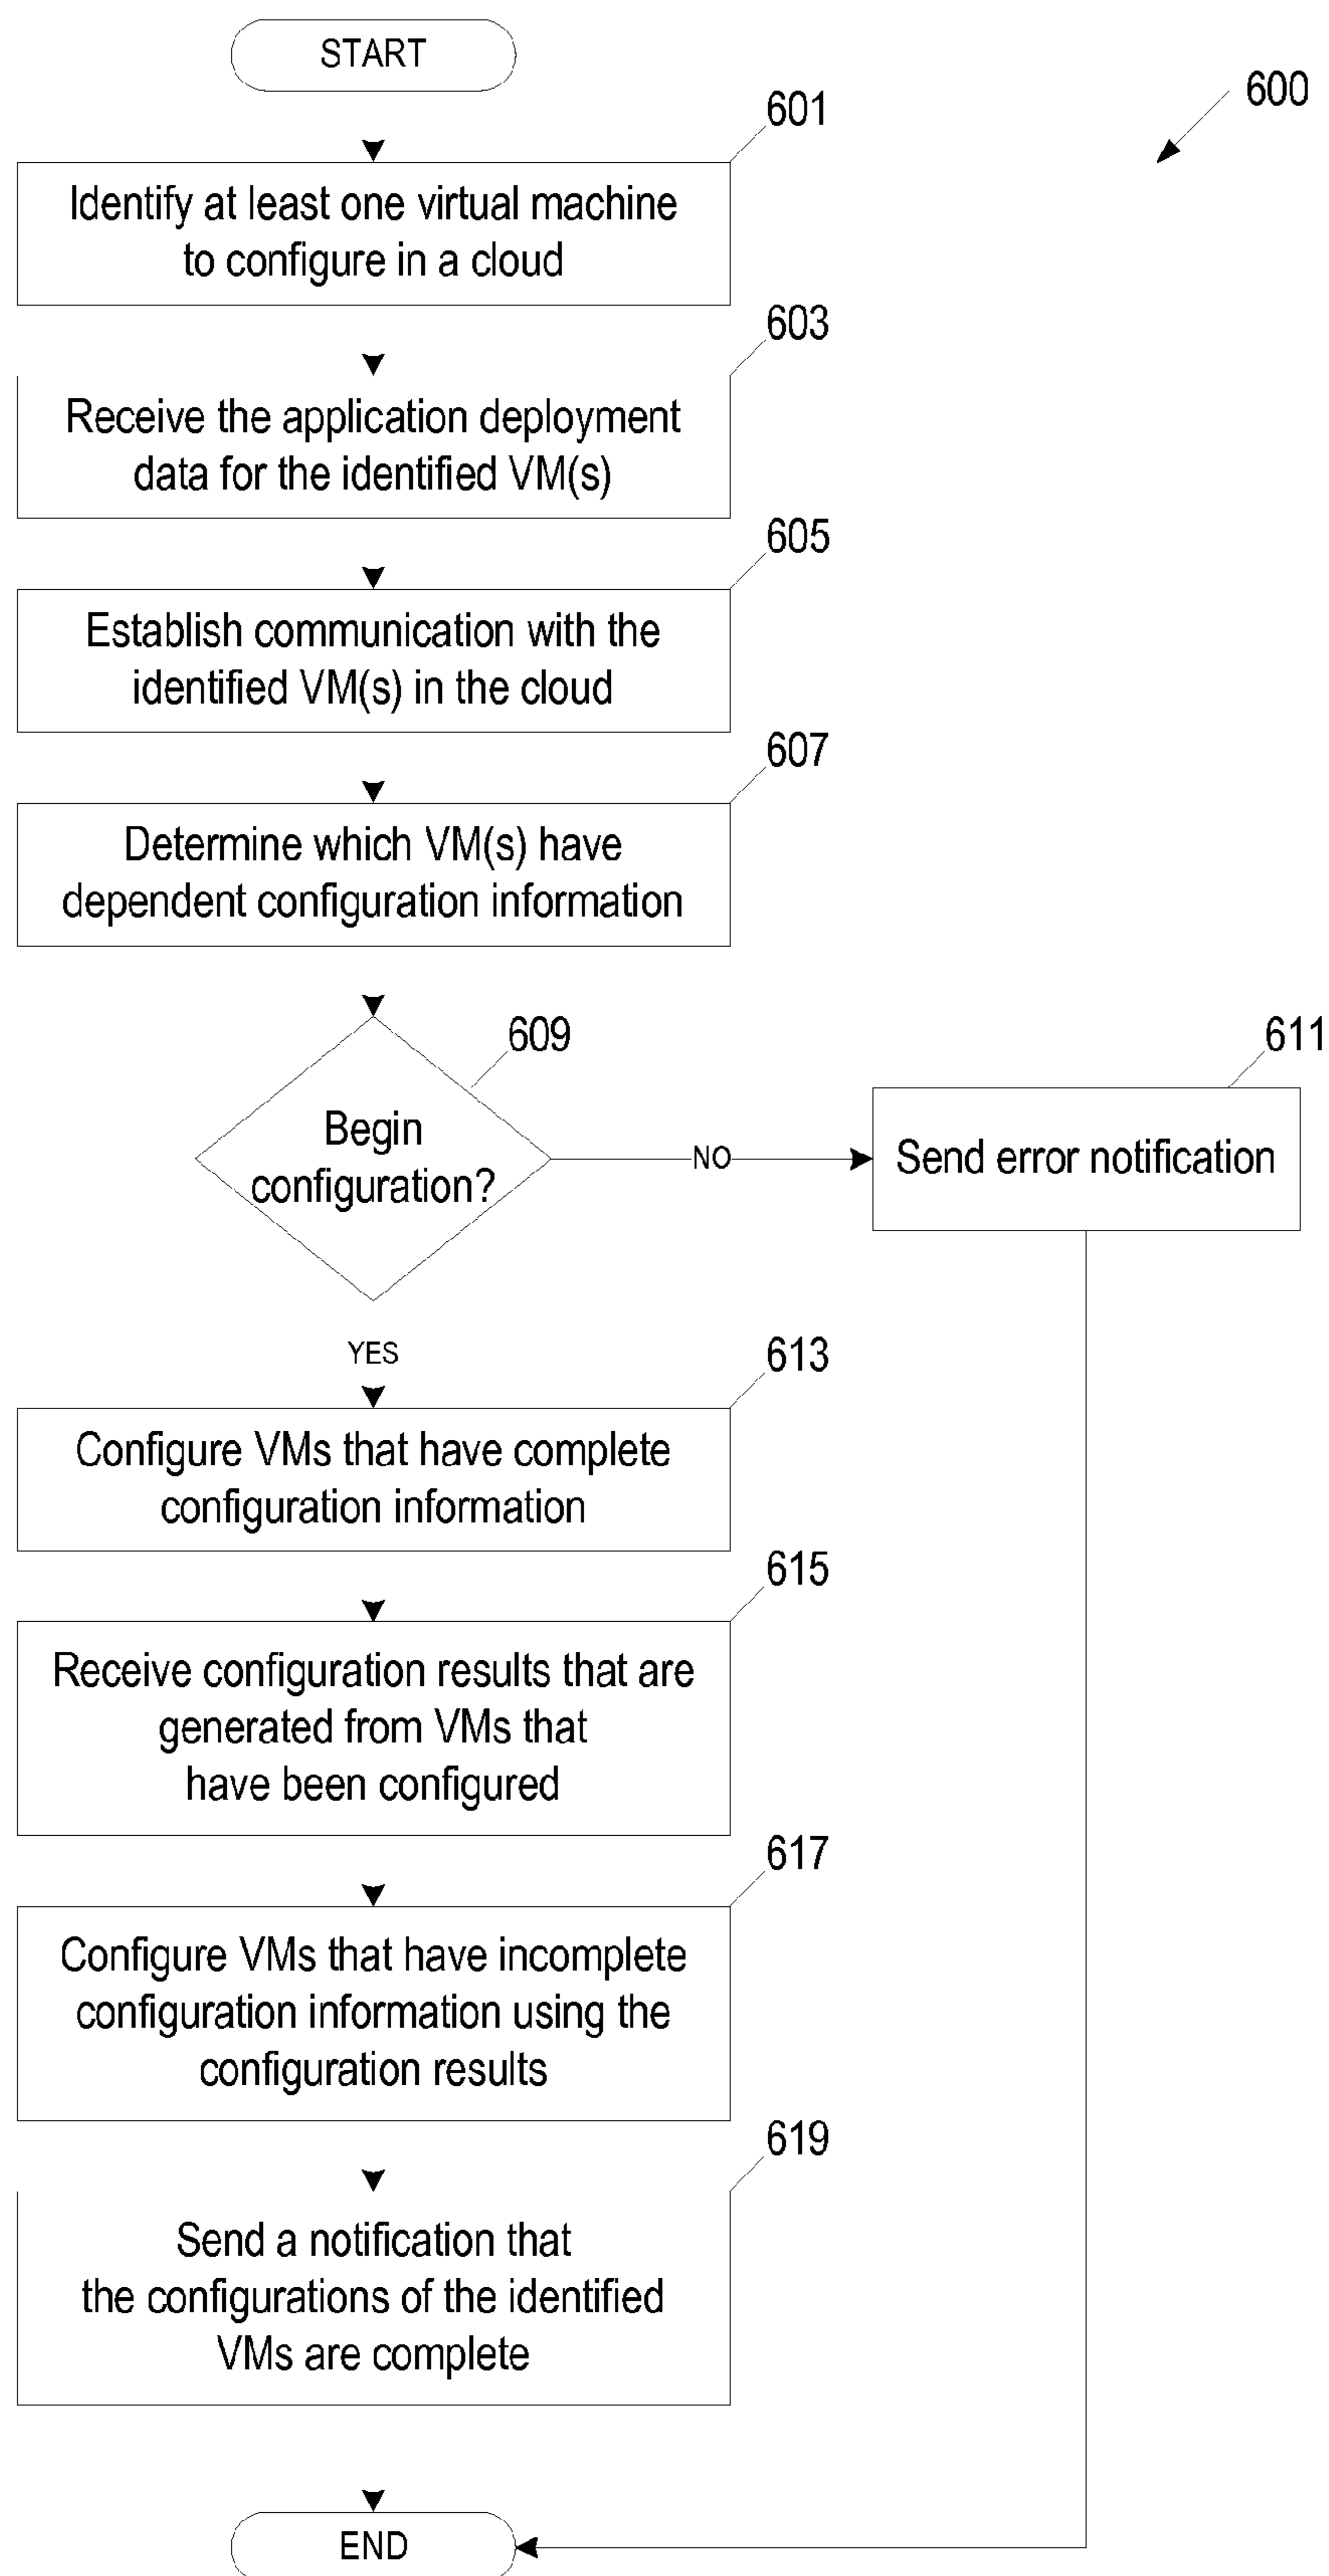 START
600
601
Identify at least one virtual machine
to configure in a cloud
603
Receive the application deployment
data for the identified VM(s)
605
Establish communication with the
identified VM(s) in the cloud
607
Determine which VM(s) have
dependent configuration information
609
Begin
configuration?
NO
611
Send error notification
YES
613
Configure VMs that have complete
configuration information
615
Receive configuration results that are
generated from VMs that
have been configured
617
Configure VMs that have incomplete
configuration information using the
configuration results
619
Send a notification that
the configurations of the identified
VMs are complete
END